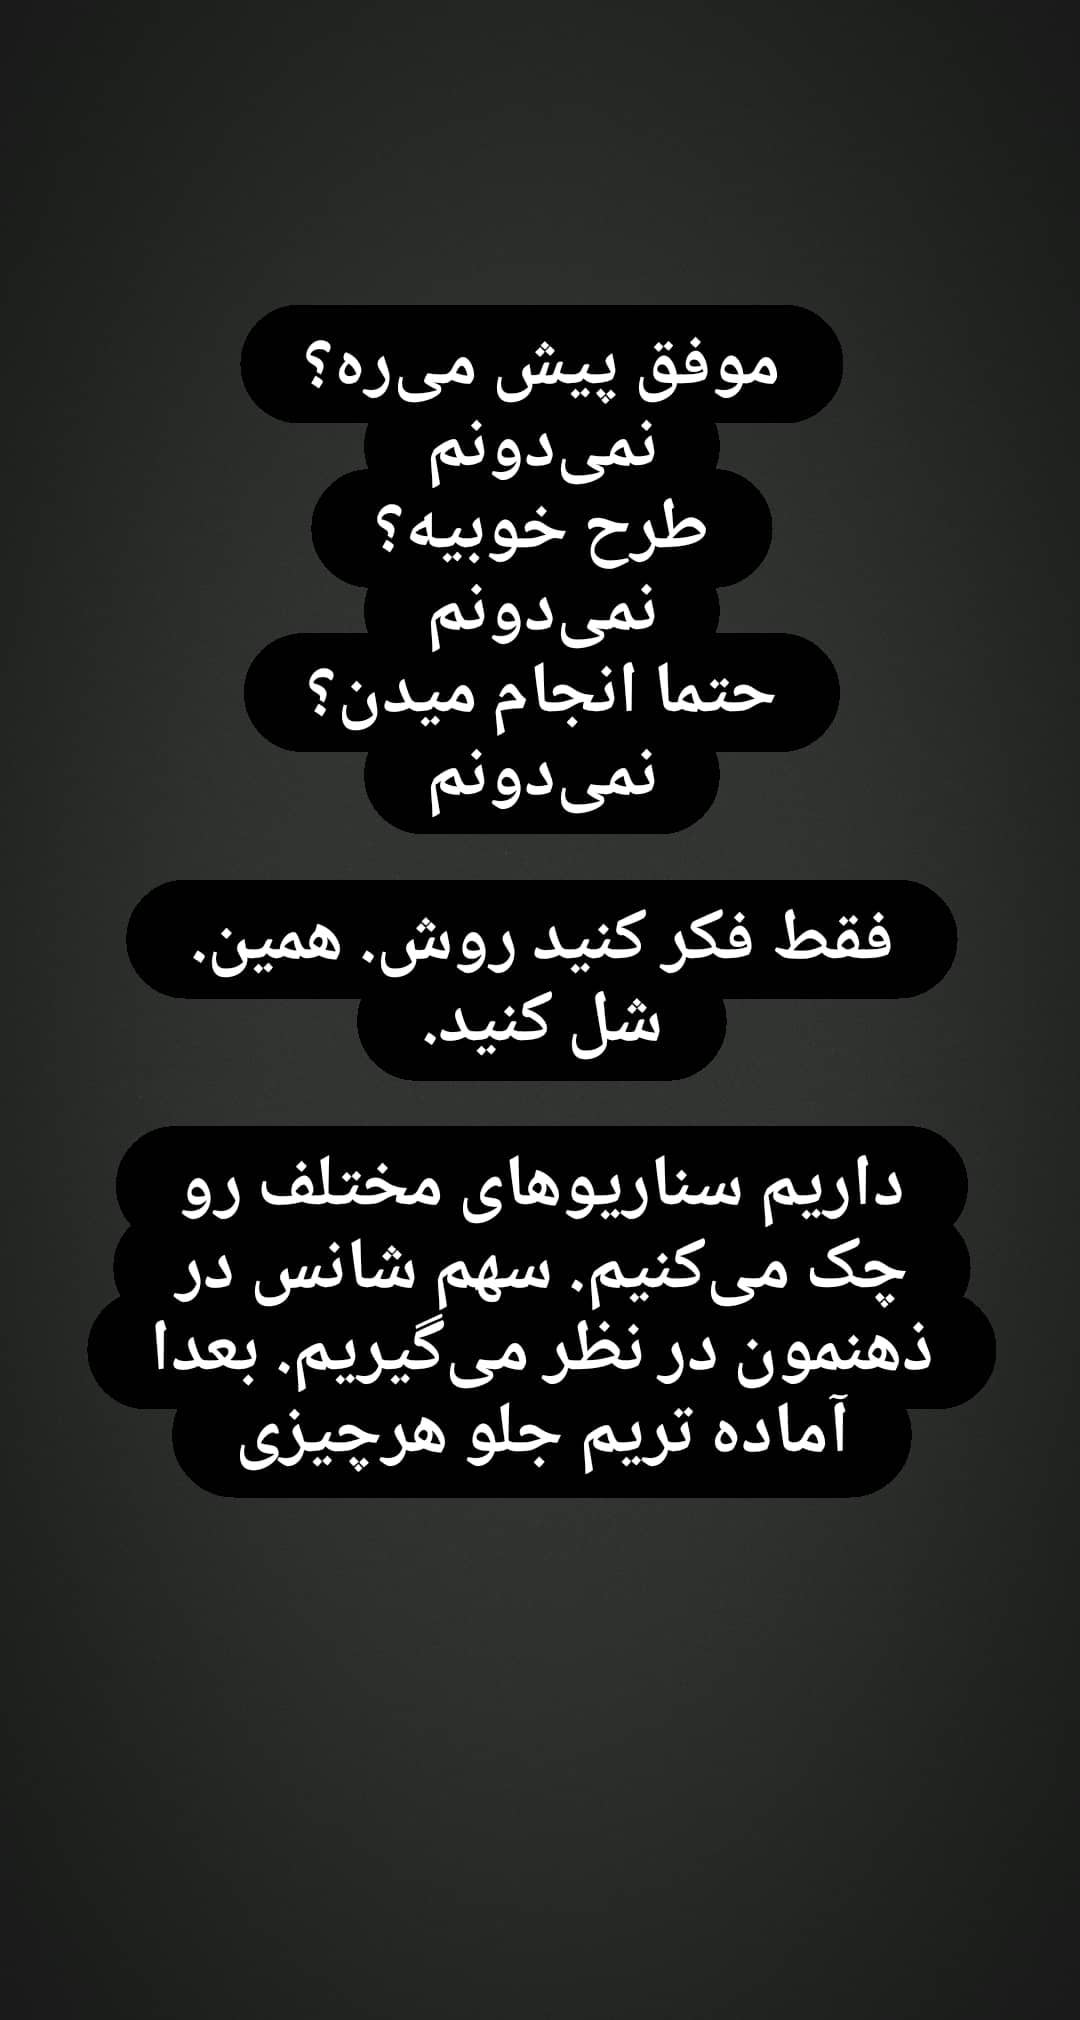 موفق پیش می‌ره؟
نمی‌دونم
طرح خوبیه؟
نمی‌دونم
حتما انجام میدن؟
نمی‌دونم
فقط فکر کنید روش. همین.
شل کنید.
داریم سناریوهای مختلف رو
چک می‌کنیم. سهم شانس در
ذهنمون در نظر می‌گیریم. بعدا
آماده تریم جلو هرچیزی